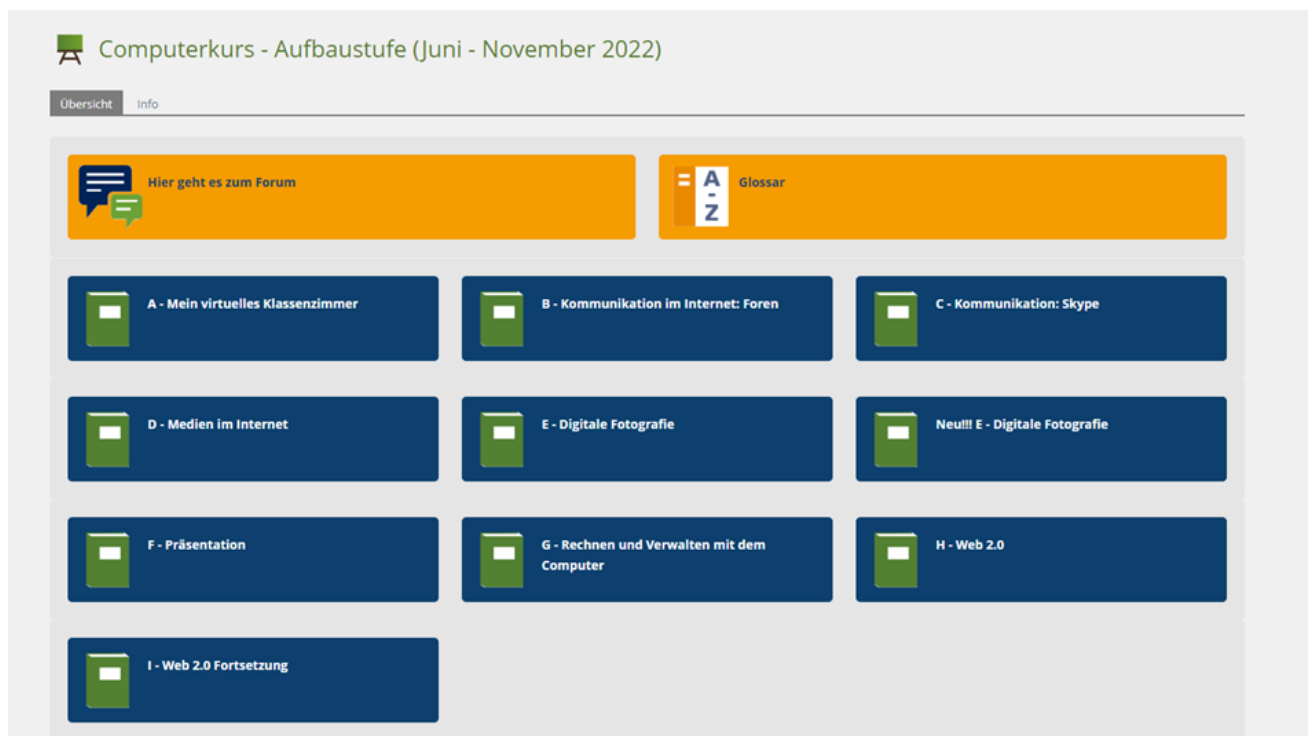 Computerkurs - Aufbaustufe (Juni - November 2022)
Übersicht Info
Hier geht es zum Forum
A
-
Z
Glossar
A - Mein virtuelles Klassenzimmer
B - Kommunikation im Internet: Foren
C - Kommunikation: Skype
D - Medien im Internet
E - Digitale Fotografie
Neu!!! E - Digitale Fotografie
F - Präsentation
G - Rechnen und Verwalten mit dem
Computer
H - Web 2.0
I - Web 2.0 Fortsetzung